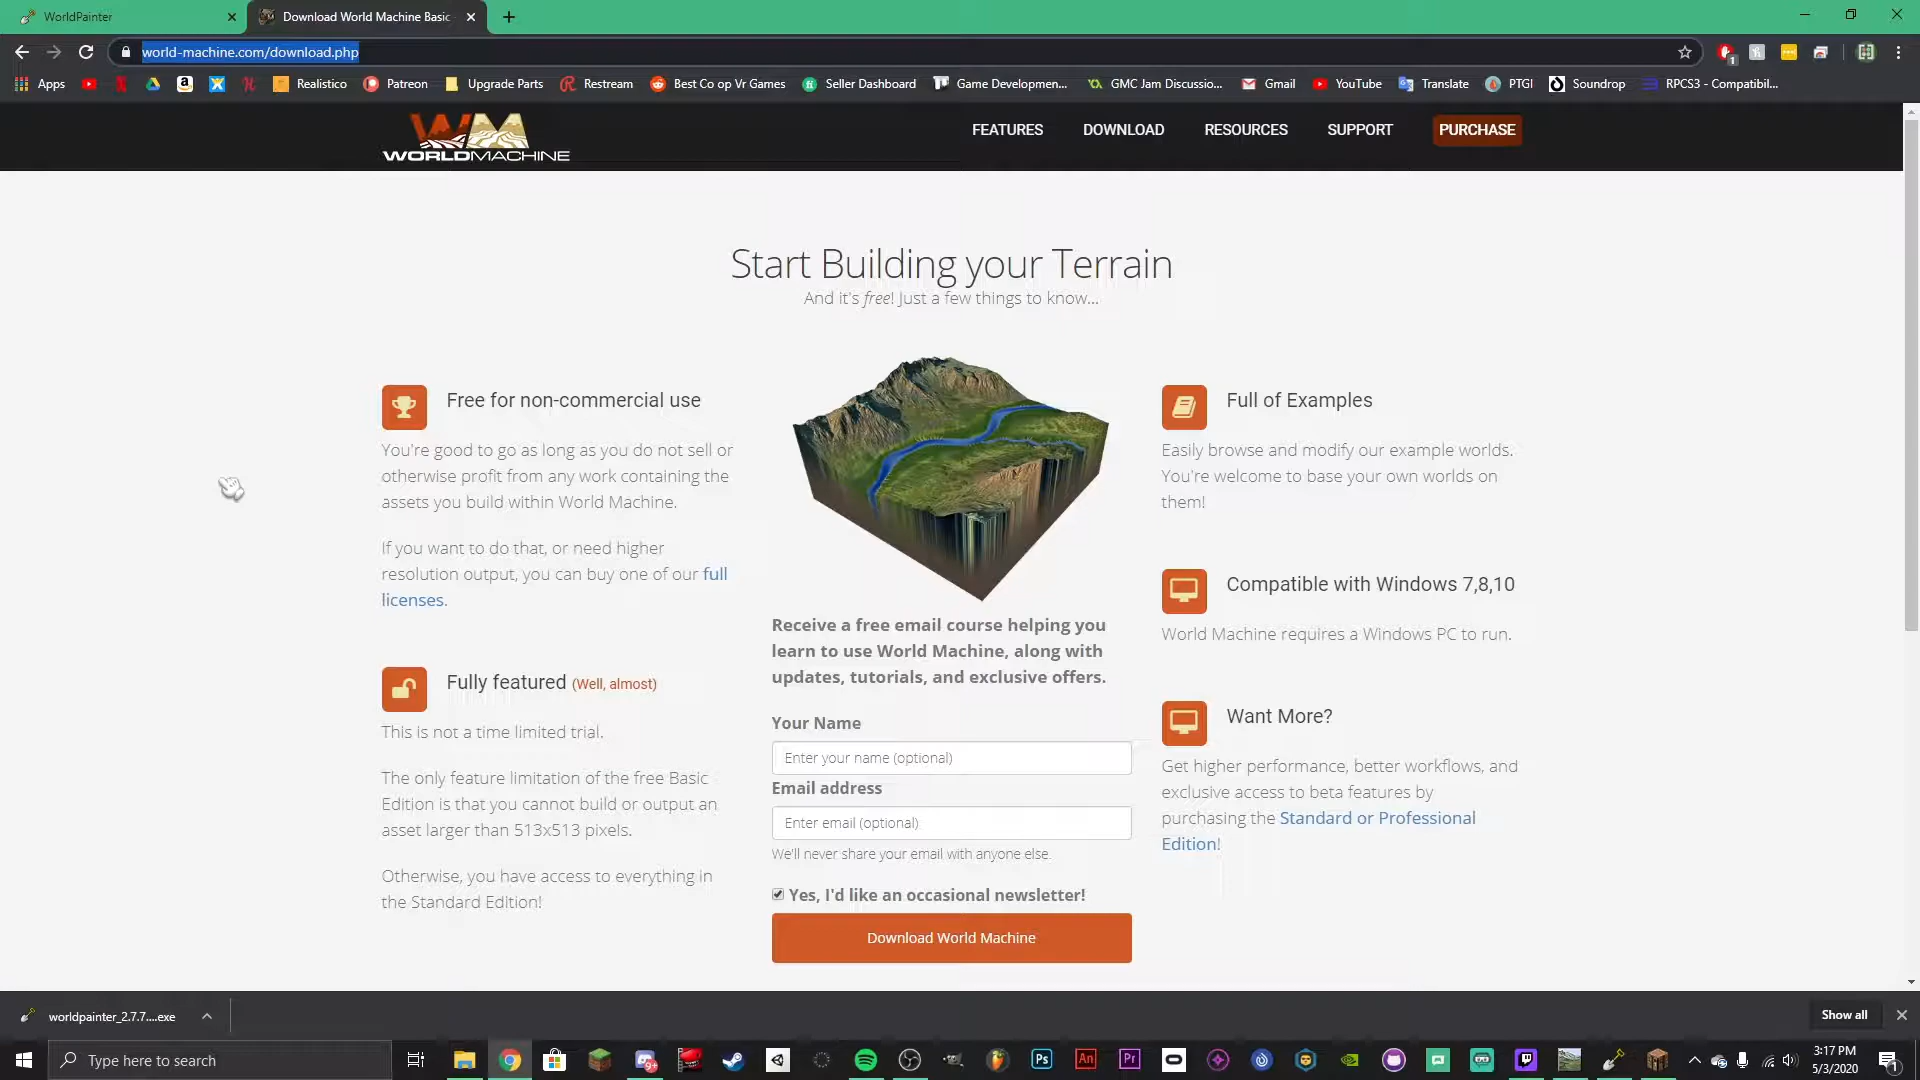 WorldPainter
Download World Machine Basic
world-machine.com/download.php
1
Apps
Realistico
Patreon
Upgrade Parts
Restream
Best Co op Vr Games
Seller Dashboard
Game Developmen...
GMC Jam Discussio...
Gmail
YouTube
Translate
PTGI
Soundrop
RPCS3 - Compatibil...
WM
WORLDMACHINE
FEATURES
DOWNLOAD
RESOURCES
SUPPORT
PURCHASE
Start Building your Terrain
And it's free! Just a few things to know...
Free for non-commercial use
You're good to go as long as you do not sell or
otherwise profit from any work containing the
assets you build within World Machine.
If you want to do that, or need higher
resolution output, you can buy one of our full
licenses.
Fully featured (Well, almost)
This is not a time limited trial.
The only feature limitation of the free Basic
Edition is that you cannot build or output an
asset larger than 513x513 pixels.
Otherwise, you have access to everything in
the Standard Edition!
Receive a free email course helping you
learn to use World Machine, along with
updates, tutorials, and exclusive offers.
Your Name
Enter your name (optional)
Email address
Enter email (optional)
We'll never share your email with anyone else.
Yes, I'd like an occasional newsletter!
Download World Machine
Full of Examples
Easily browse and modify our example worlds.
You're welcome to base your own worlds on
them!
Compatible with Windows 7,8,10
World Machine requires a Windows PC to run.
Want More?
Get higher performance, better workflows, and
exclusive access to beta features by
purchasing the Standard or Professional
Edition!
worldpainter_2.7.7....exe
Show all
Type here to search
9+
Ps
An
Pr
3:17 PM
5/3/2020
1